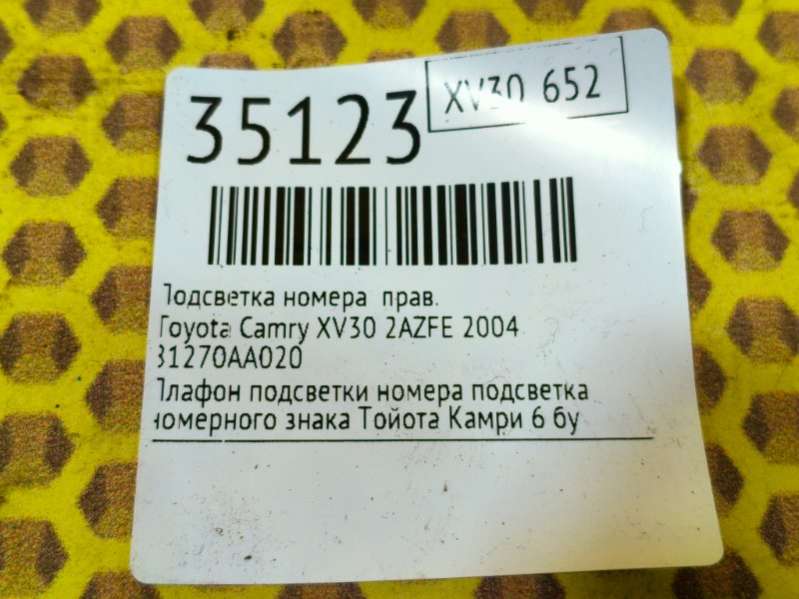 XV30 652
35123
Подсветка номера прав.
Toyota Camry XV30 2AZFE 2004
81270AA020
Плафон подсветки номера подсветка
номерного знака Тойота Камри 6 бу